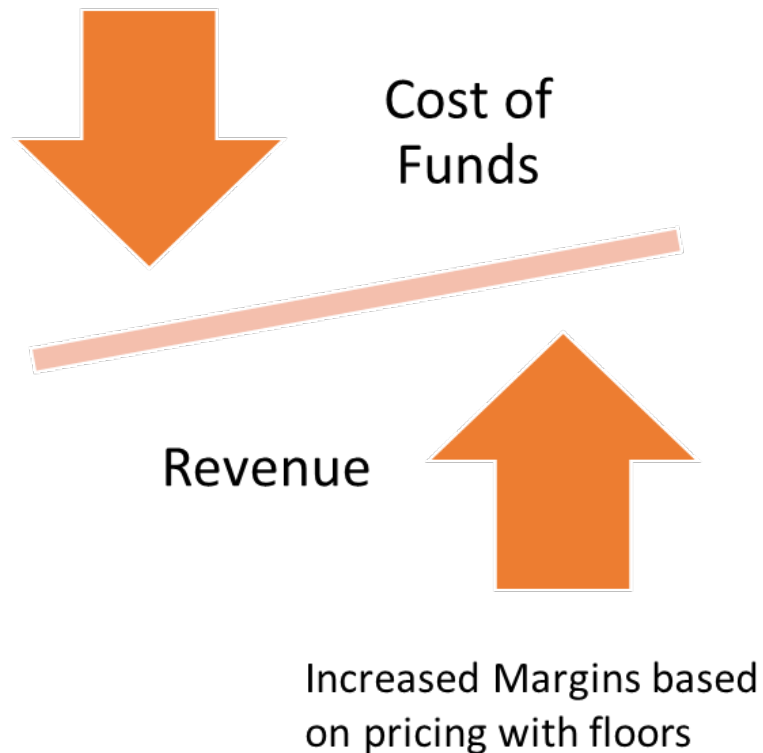 Cost of
Funds
Revenue
Increased Margins based
on pricing with floors